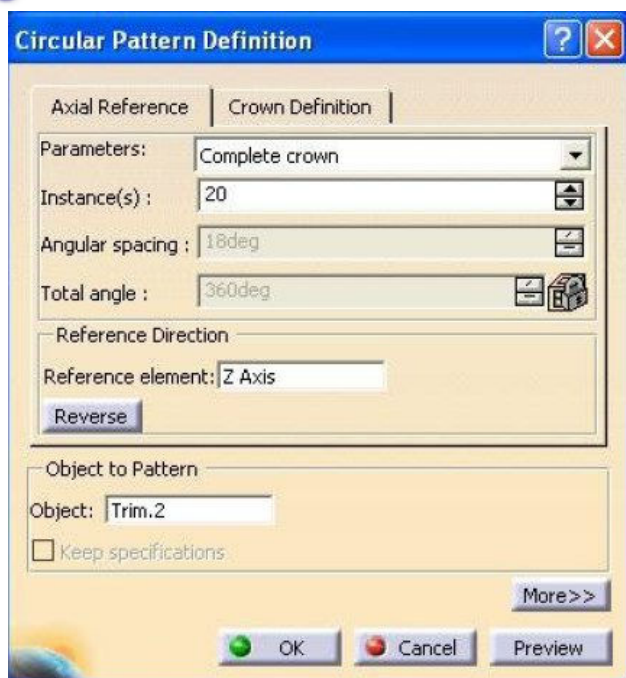 Circular Pattern Definition
Axial Reference Crown Definition
Parameters: Complete crown
Instance(s) : 20
Angular spacing : 18deg
Total angle : 360deg
Reference Direction
Reference element: Z Axis
Reverse
Object to Pattern
Object: Trim.2
Keep specifications
More>>
OK Cancel Preview